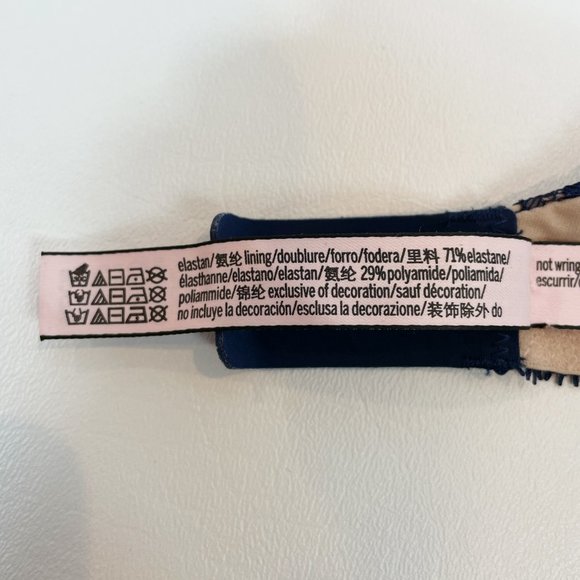 elastan/氨纶 lining/doublure/forro/fodera/里料 71%elastane/
élasthanne/elastano/elastan/氨纶 29%polyamide/poliamida/
poliammide/锦纶 exclusive of decoration/sauf décoration/
no incluye la decoración/esclusa la decorazione/装饰除外 do
not wring
escurrir/